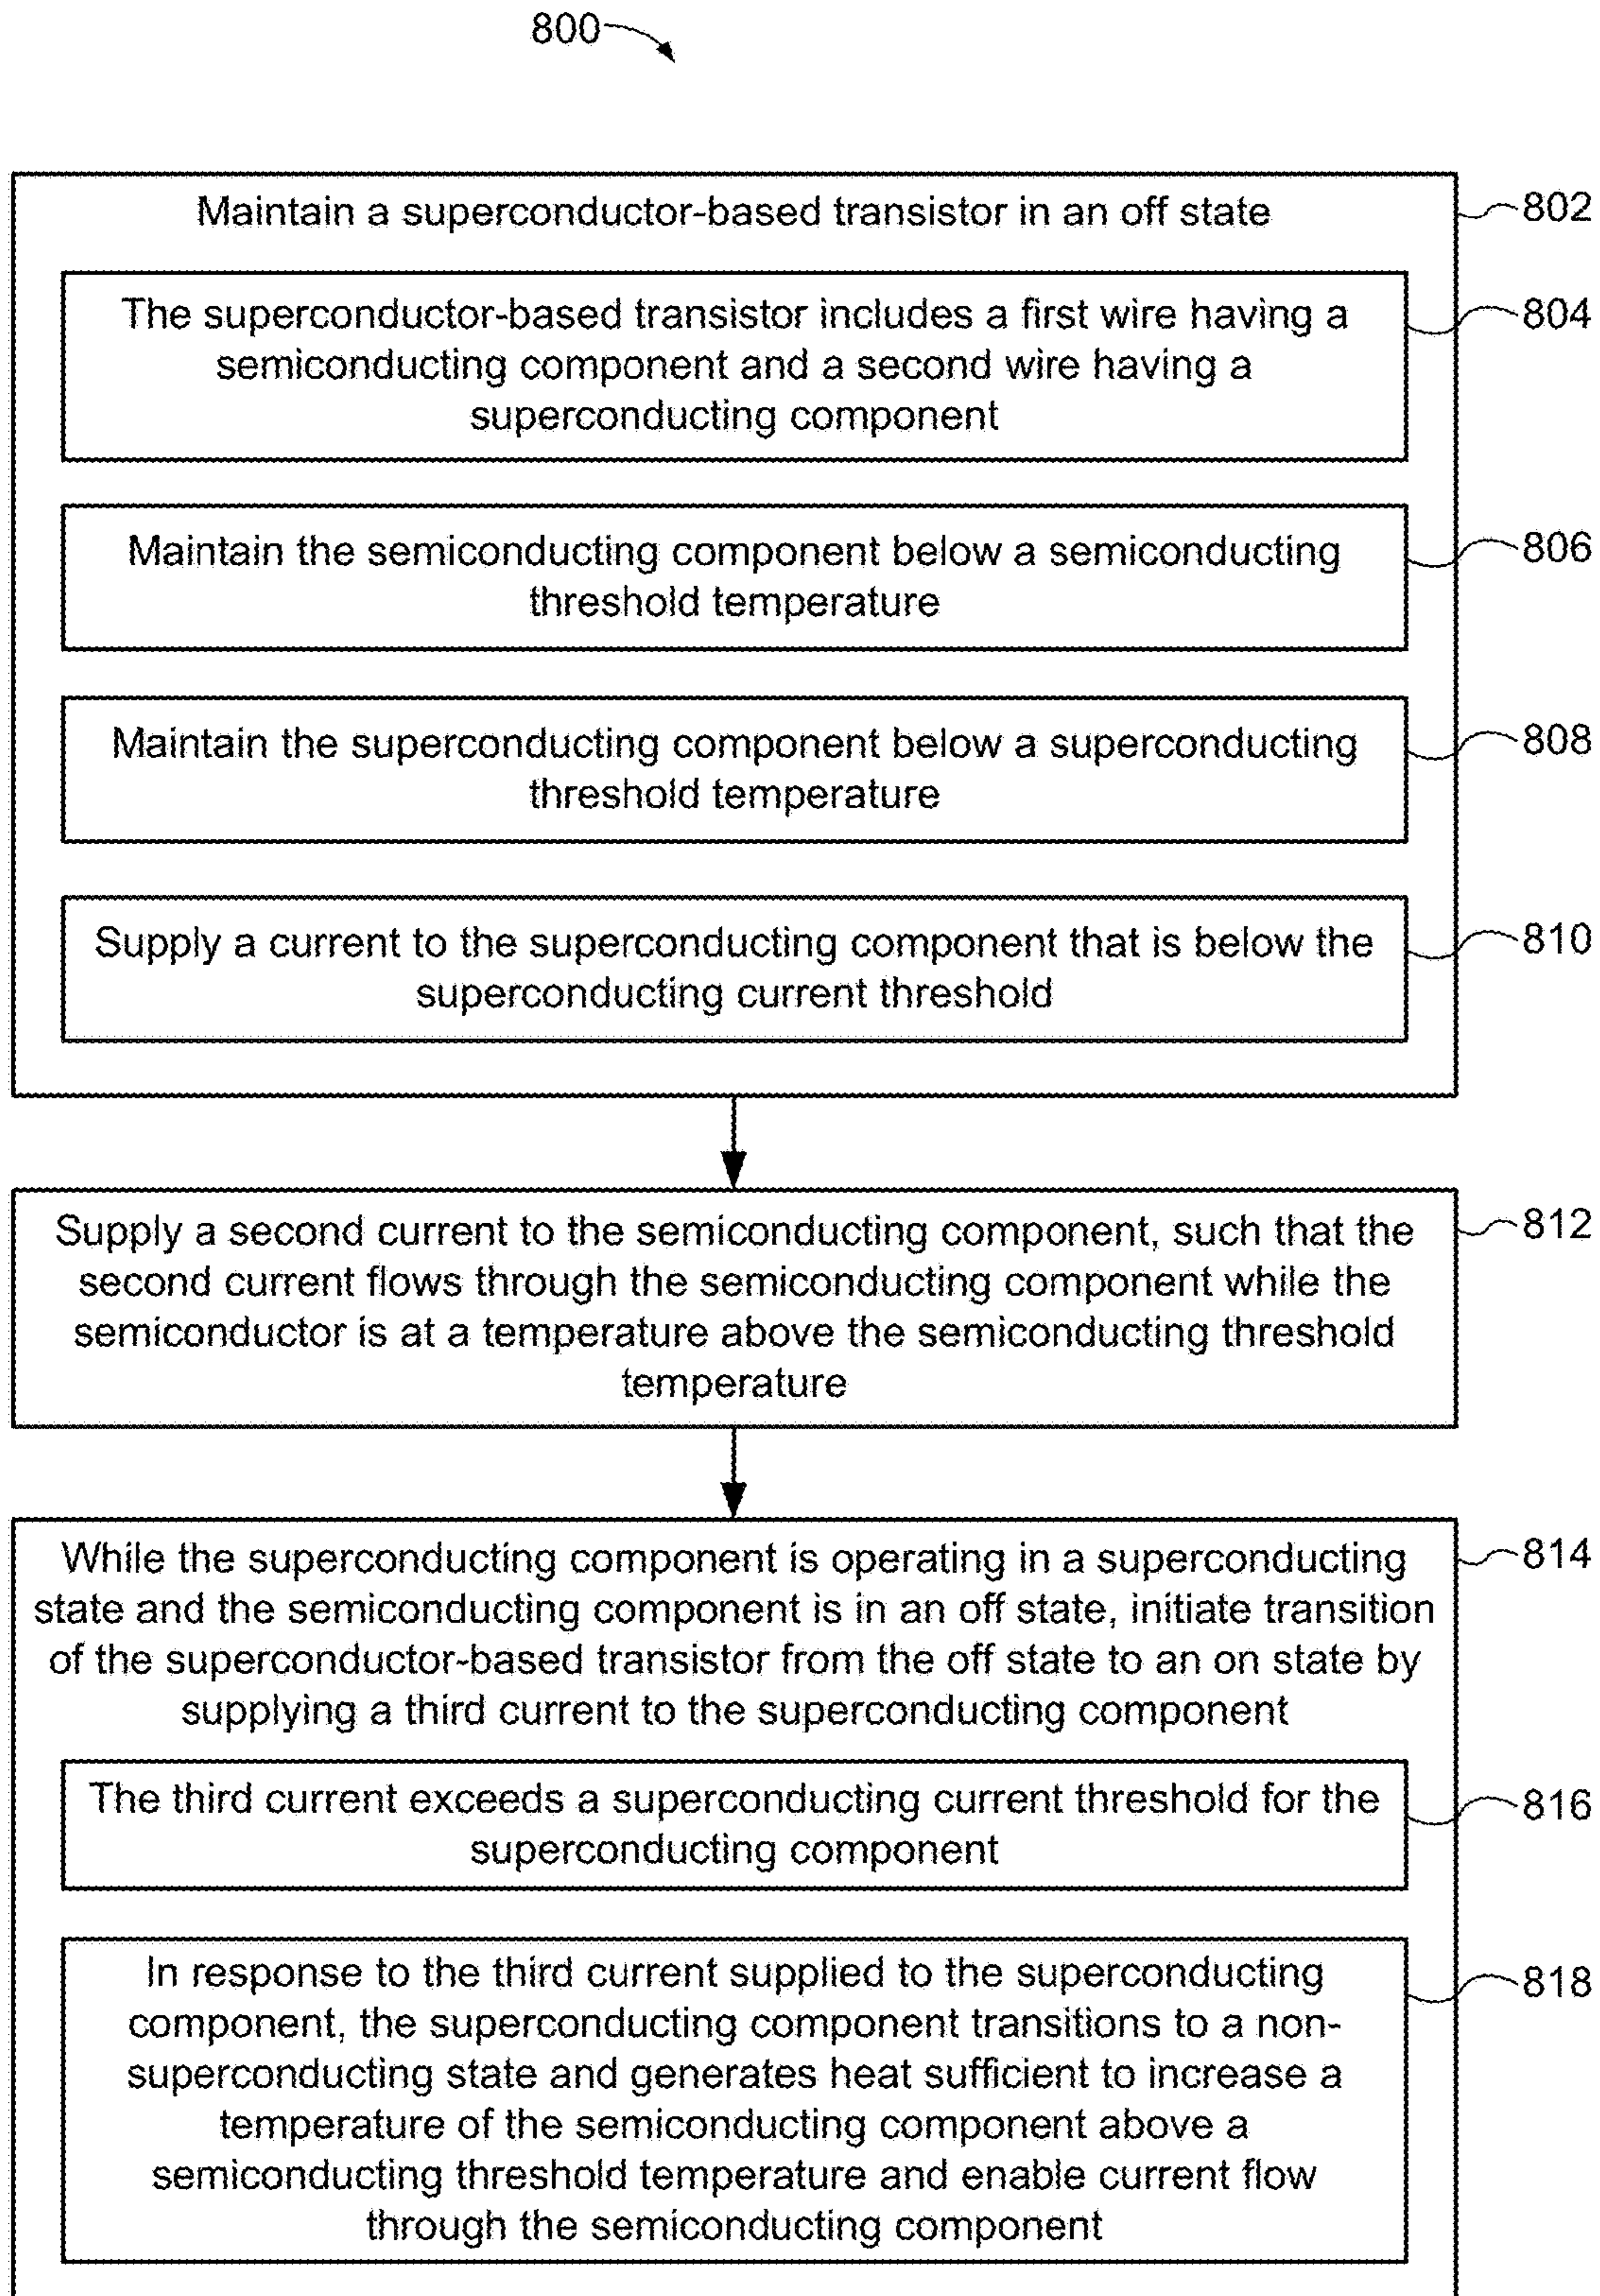 800
Maintain a superconductor-based transistor in an off state
802
The superconductor-based transistor includes a first wire having a
semiconducting component and a second wire having a
superconducting component
804
Maintain the semiconducting component below a semiconducting
threshold temperature
806
Maintain the superconducting component below a superconducting
threshold temperature
808
Supply a current to the superconducting component that is below the
superconducting current threshold
810
Supply a second current to the semiconducting component, such that the
second current flows through the semiconducting component while the
semiconductor is at a temperature above the semiconducting threshold
temperature
812
While the superconducting component is operating in a superconducting
state and the semiconducting component is in an off state, initiate transition
of the superconductor-based transistor from the off state to an on state by
supplying a third current to the superconducting component
814
The third current exceeds a superconducting current threshold for the
superconducting component
816
In response to the third current supplied to the superconducting
component, the superconducting component transitions to a non-
superconducting state and generates heat sufficient to increase a
temperature of the semiconducting component above a
semiconducting threshold temperature and enable current flow
through the semiconducting component
818